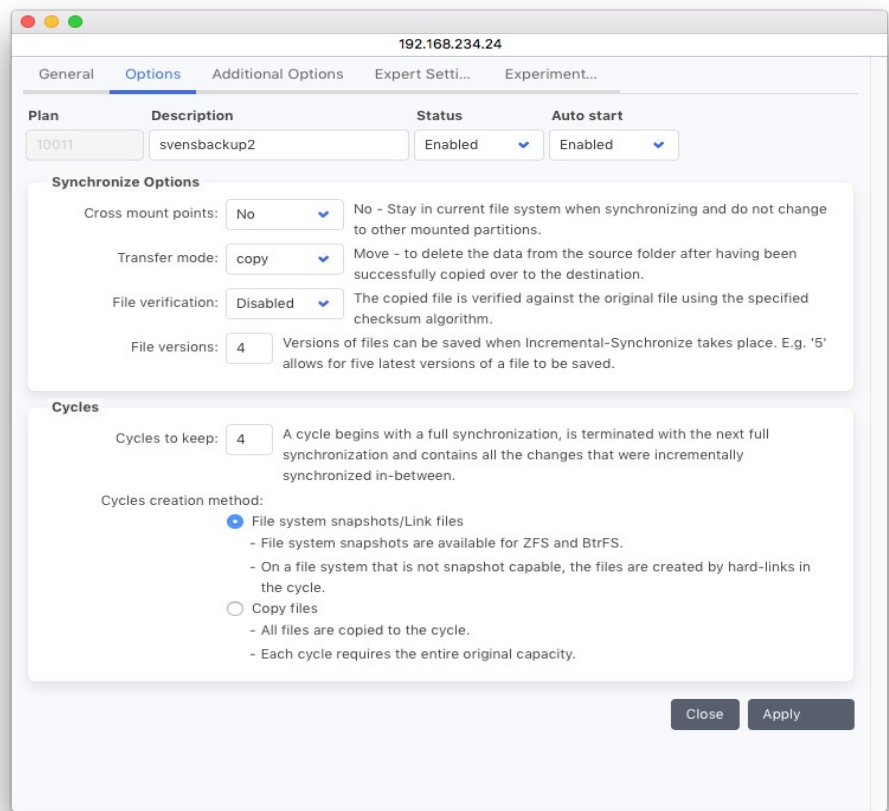 192.168.234.24
General Options Additional Options Expert Setti... Experiment...
Plan Description Status Auto start
10011 svensbackup2 Enabled Enabled
Synchronize Options
Cross mount points: No No - Stay in current file system when synchronizing and do not change
to other mounted partitions.
Transfer mode: copy Move - to delete the data from the source folder after having been
successfully copied over to the destination.
File verification: Disabled The copied file is verified against the original file using the specified
checksum algorithm.
File versions: 4 Versions of files can be saved when Incremental-Synchronize takes place. E.g. '5'
allows for five latest versions of a file to be saved.
Cycles
Cycles to keep: 4 A cycle begins with a full synchronization, is terminated with the next full
synchronization and contains all the changes that were incrementally
synchronized in-between.
Cycles creation method:
File system snapshots/Link files
- File system snapshots are available for ZFS and BtrFS.
- On a file system that is not snapshot capable, the files are created by hard-links in
the cycle.
Copy files
- All files are copied to the cycle.
- Each cycle requires the entire original capacity.
Close Apply